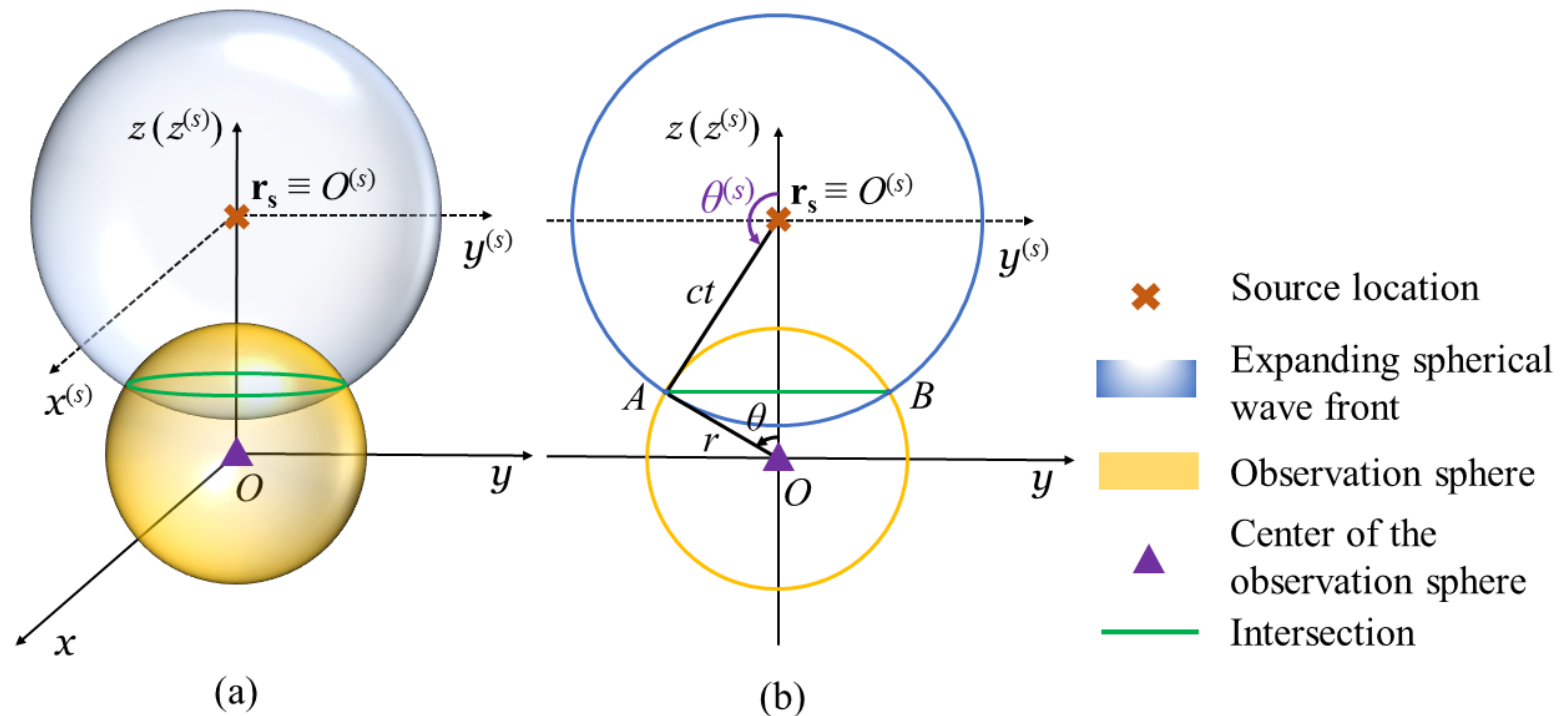 z (z^(s))
r_s ≡ O^(s)
y^(s)
x^(s)
O
y
x
(a)
z (z^(s))
θ^(s)
r_s ≡ O^(s)
y^(s)
ct
A
B
θ
r
O
y
(b)
Source location
Expanding spherical
wave front
Observation sphere
Center of the
observation sphere
Intersection